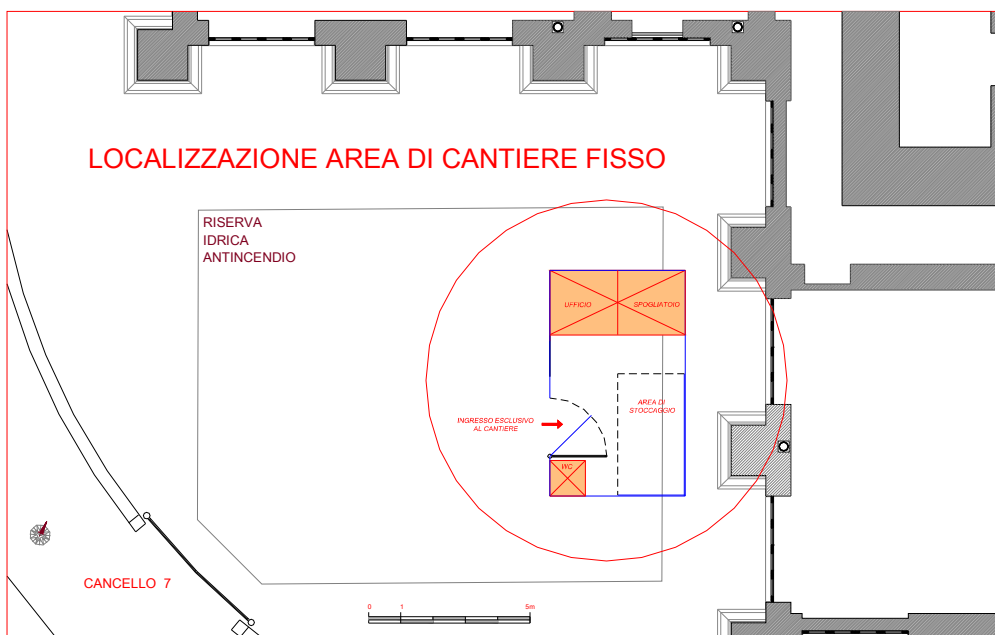 LOCALIZZAZIONE AREA DI CANTIERE FISSO
RISERVA
IDRICA
ANTINCENDIO
UFFICIO
SPOGLIATOIO
AREA DI
STOCCAGGIO
INGRESSO ESCLUSIVO
AL CANTIERE
WC
CANCELLO 7
0 1 5m